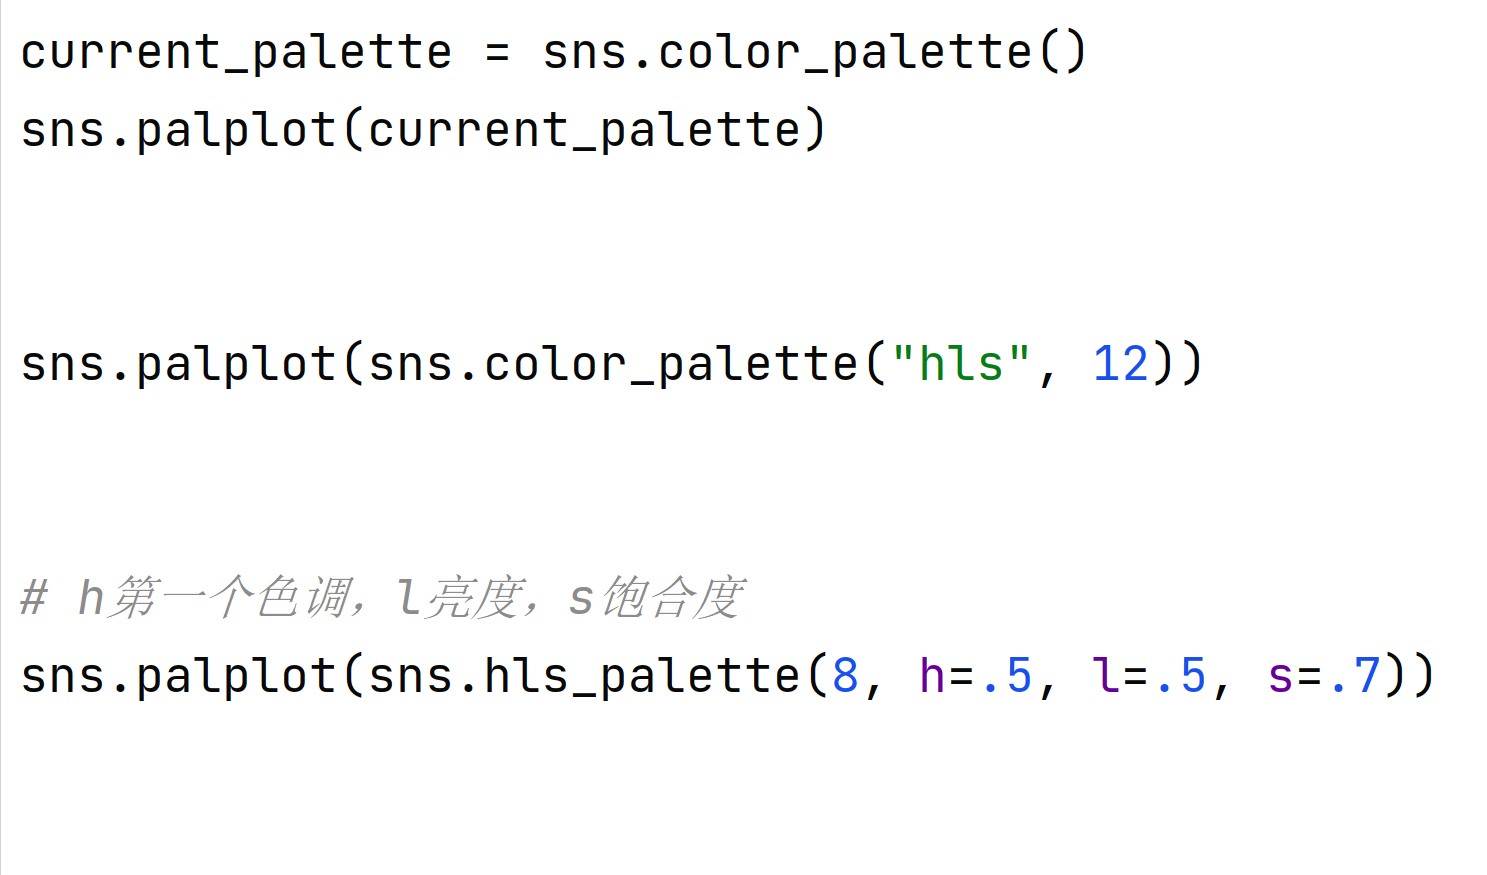 current_palette = sns.color_palette()
sns.palplot(current_palette)
sns.palplot(sns.color_palette("hls", 12))
# h第一个色调，l亮度，s饱合度
sns.palplot(sns.hls_palette(8, h=.5, l=.5, s=.7))